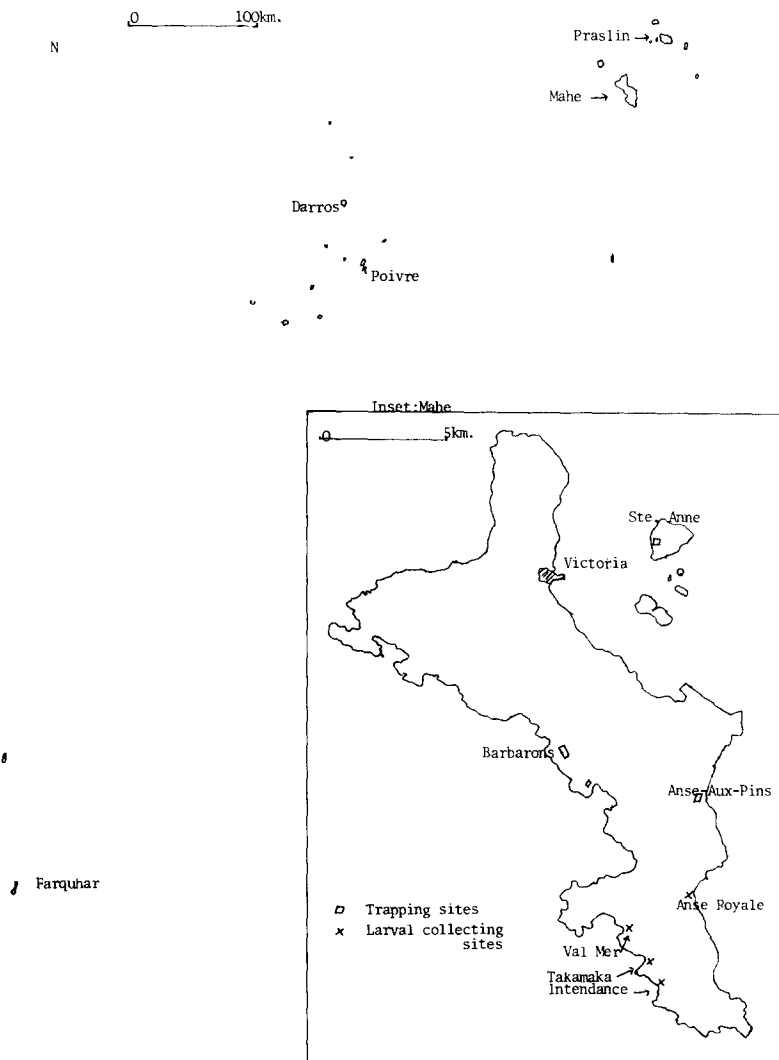 0 100km.
N
Praslin
Mahe
Darros
Poivre
Inset:Mahe
0 5km.
Ste. Anne
Victoria
Barbarons
Anse-Aux-Pins
Farquhar
Anse Royale
Trapping sites
x Larval collecting
sites
Val Mer
Takamaka
Intendance